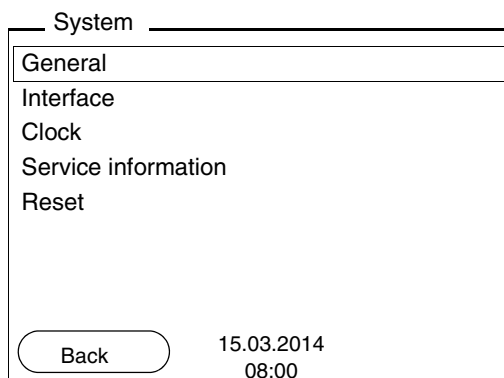 System
General
Interface
Clock
Service information
Reset
Back
15.03.2014
08:00